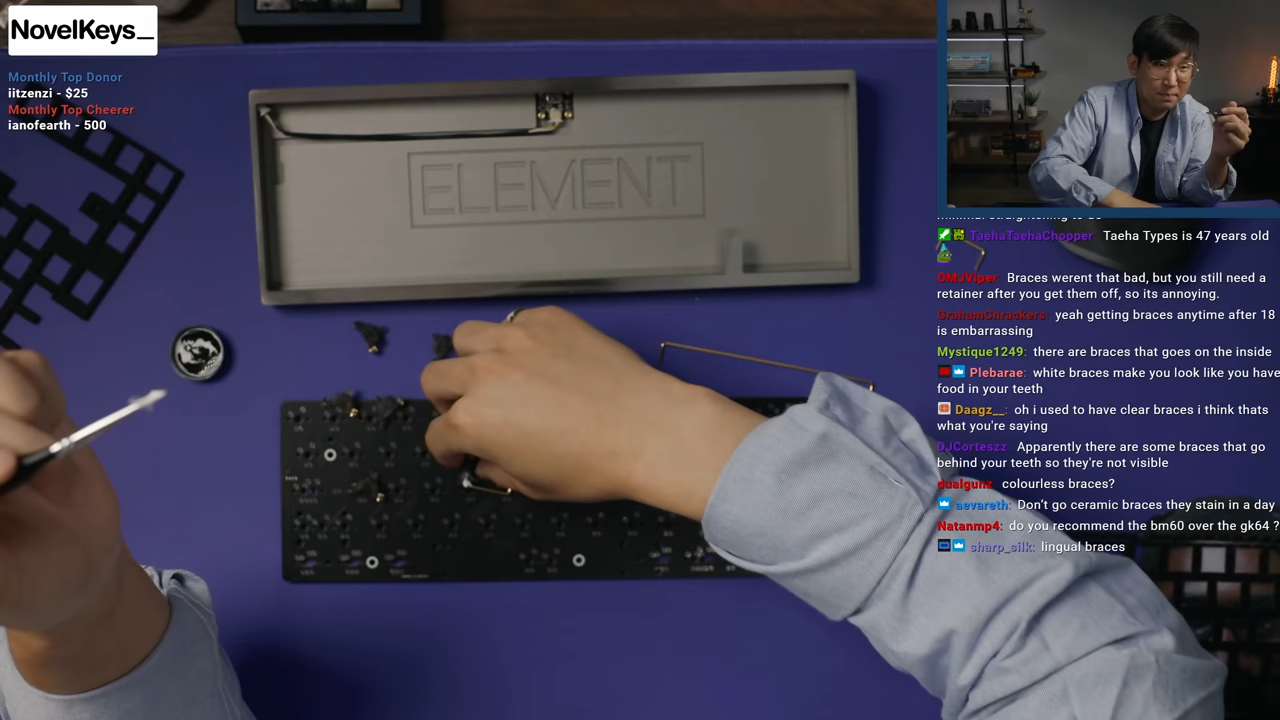 NovelKeys_
Monthly Top Donor
iitzenzi - $25
Monthly Top Cheerer
ianofearth - 500
ELEMENT
TaehaTaehaChopper Taeha Types is 47 years old
OMJViper Braces werent that bad, but you still need a
retainer after you get them off, so its annoying.
GrahamChrackers: yeah getting braces anytime after 18
is embarrassing
Mystique1249: there are braces that goes on the inside
Plebarae: white braces make you look like you have
food in your teeth
Daagz__: oh i used to have clear braces i think thats
what you're saying
DJCorteszz Apparently there are some braces that go
behind your teeth so they're not visible
dualgunz colourless braces?
aevareth: Don't go ceramic braces they stain in a day
Natanmp4: do you recommend the bm60 over the gk64 ?
sharp_silk: lingual braces